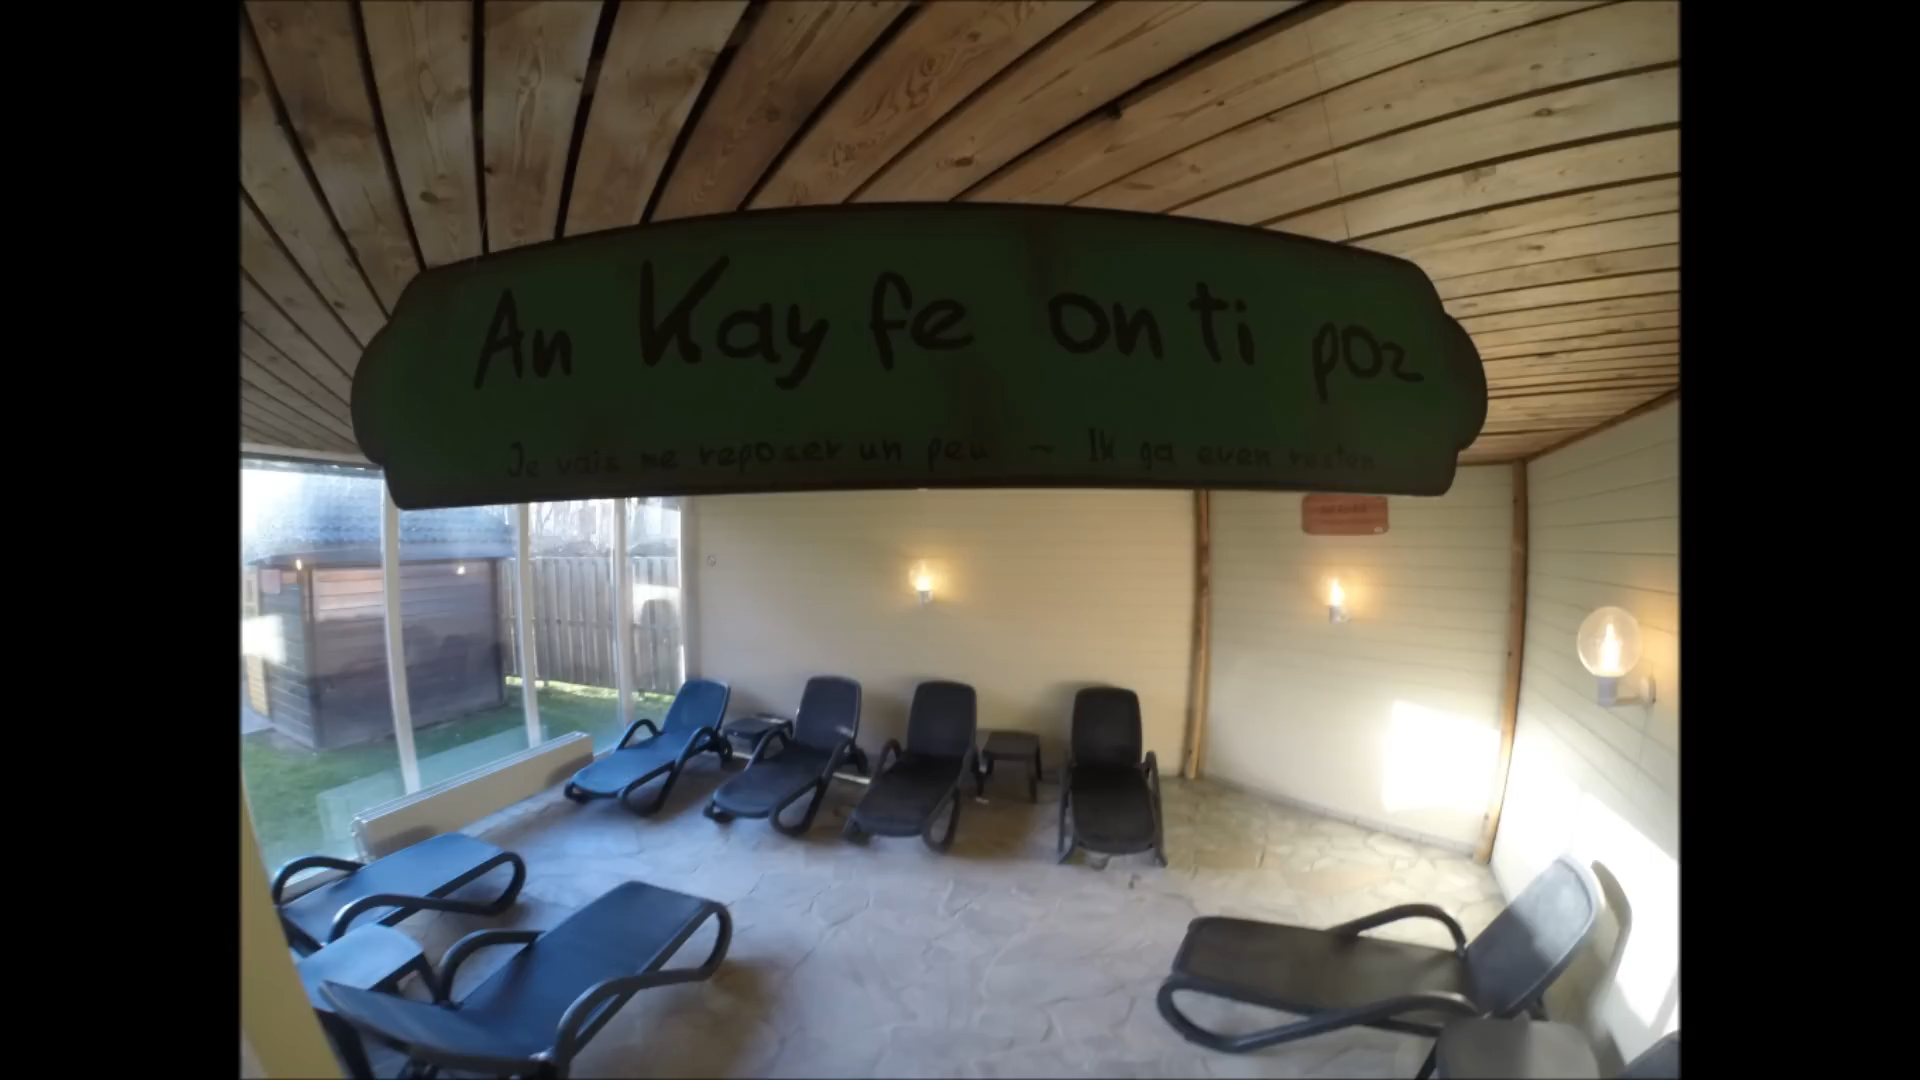 An Kay fe on ti poz
Je vais me reposer un peu ~ Ik ga even rusten